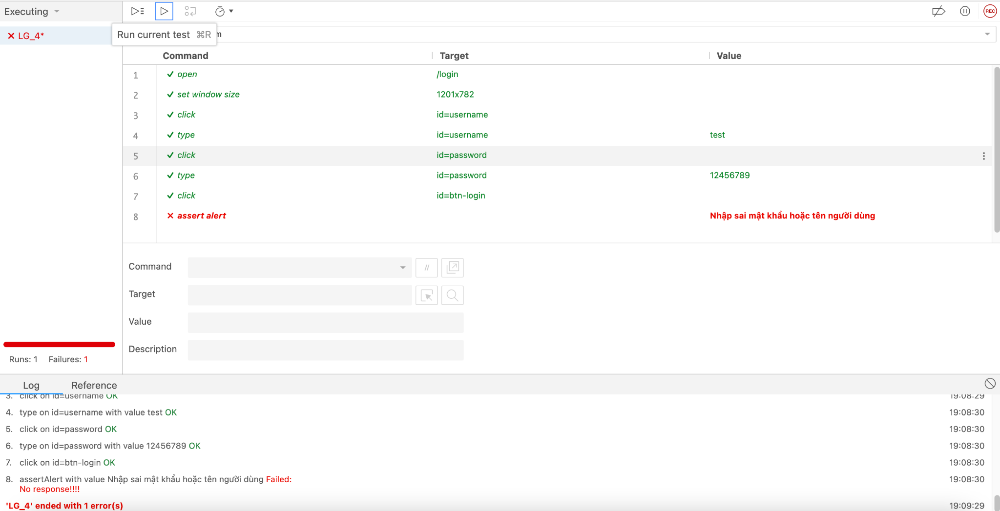 Executing
REC
LG_4*
Run current test ⌘R
m
Command Target Value
1 open /login
2 set window size 1201x782
3 click id=username
4 type id=username test
5 click id=password
6 type id=password 12456789
7 click id=btn-login
8 assert alert Nhập sai mật khẩu hoặc tên người dùng
Command
//
Target
Value
Description
Runs: 1 Failures: 1
Log Reference
3. click on id=username OK 19:08:29
4. type on id=username with value test OK 19:08:30
5. click on id=password OK 19:08:30
6. type on id=password with value 12456789 OK 19:08:30
7. click on id=btn-login OK 19:08:30
8. assertAlert with value Nhập sai mật khẩu hoặc tên người dùng Failed: 19:08:30
No response!!!!
'LG_4' ended with 1 error(s) 19:09:29